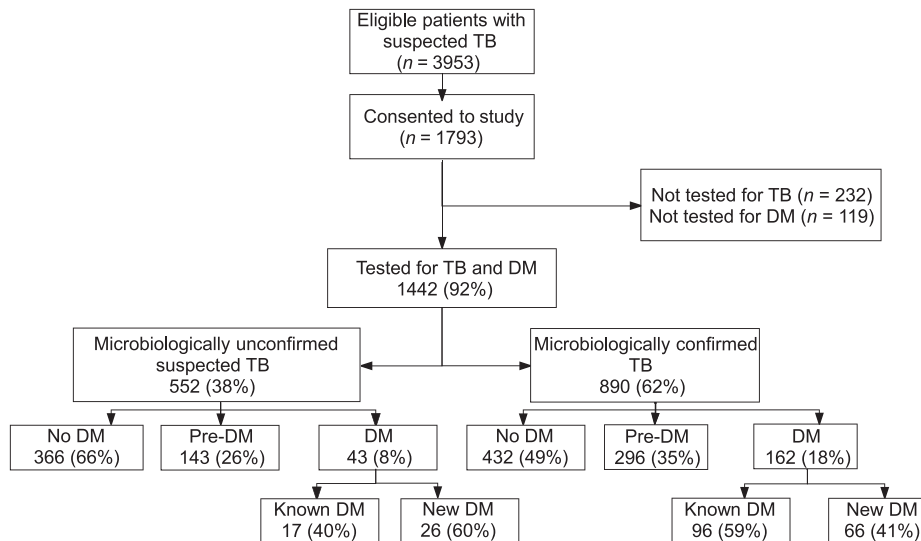 Eligible patients with
suspected TB
(n = 3953)
Consented to study
(n = 1793)
Not tested for TB (n = 232)
Not tested for DM (n = 119)
Tested for TB and DM
1442 (92%)
Microbiologically unconfirmed
suspected TB
552 (38%)
Microbiologically confirmed
TB
890 (62%)
No DM
366 (66%)
Pre-DM
143 (26%)
DM
43 (8%)
No DM
432 (49%)
Pre-DM
296 (35%)
DM
162 (18%)
Known DM
17 (40%)
New DM
26 (60%)
Known DM
96 (59%)
New DM
66 (41%)